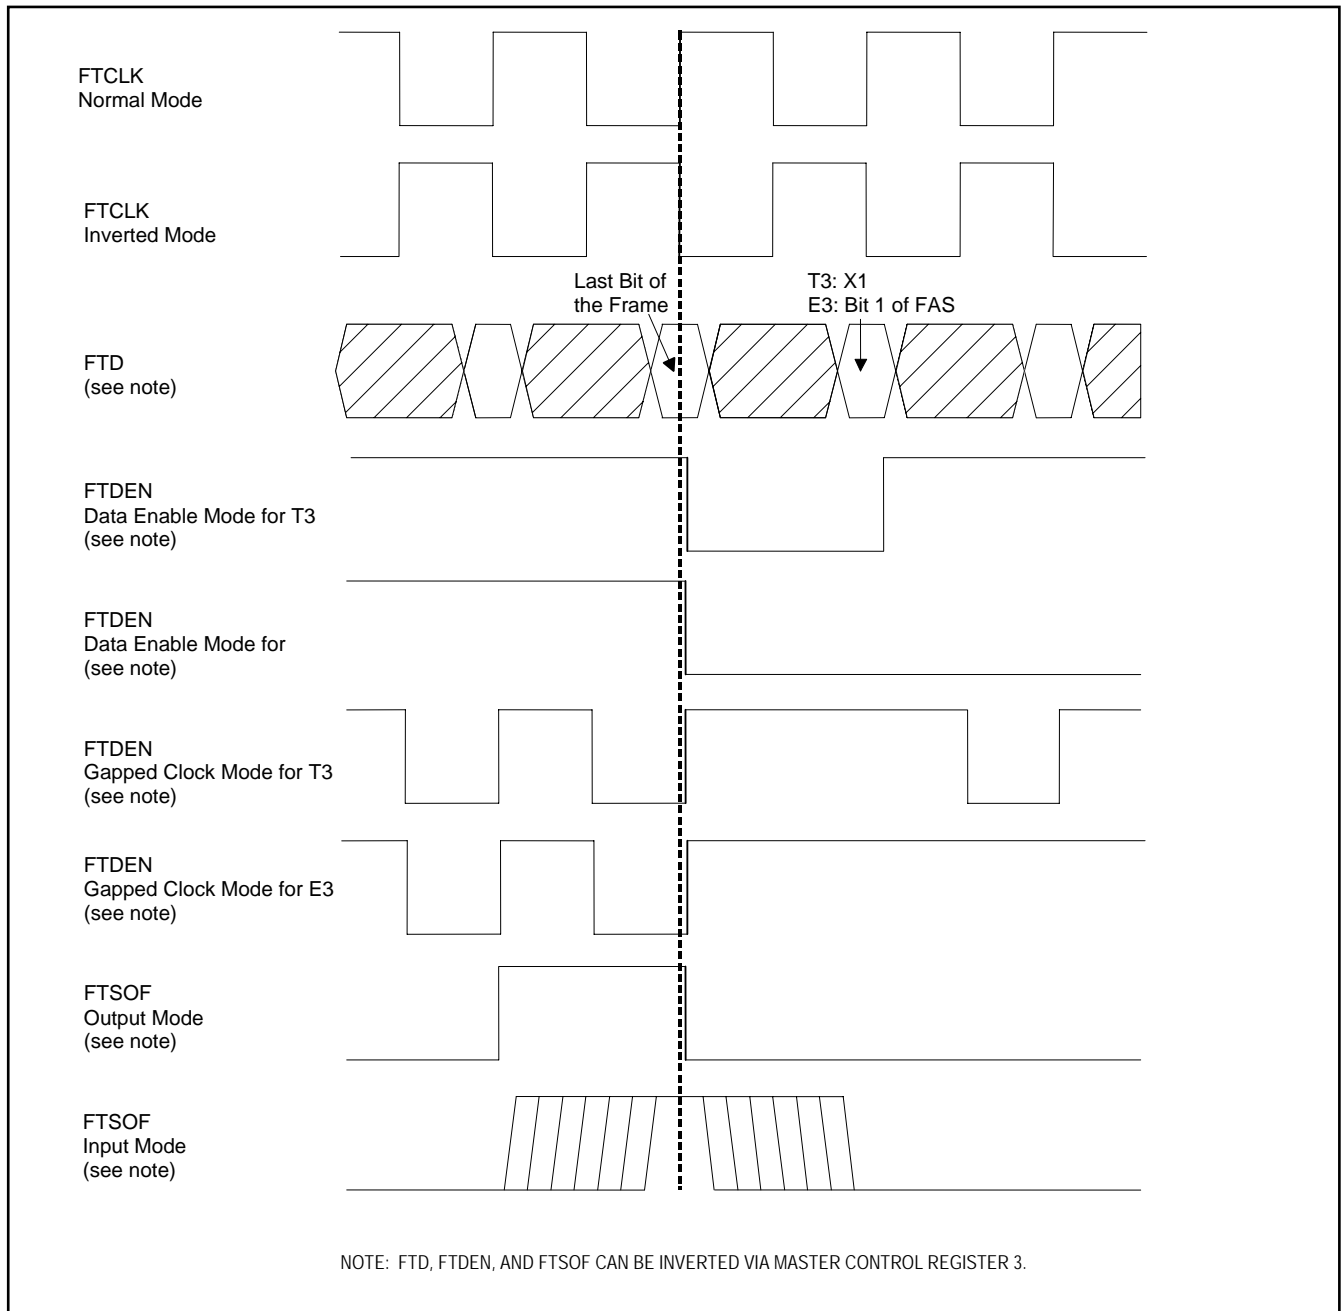 FTCLK
Normal Mode
FTCLK
Inverted Mode
Last Bit of
the Frame
T3: X1
E3: Bit 1 of FAS
FTD
(see note)
FTDEN
Data Enable Mode for T3
(see note)
FTDEN
Data Enable Mode for
(see note)
FTDEN
Gapped Clock Mode for T3
(see note)
FTDEN
Gapped Clock Mode for E3
(see note)
FTSOF
Output Mode
(see note)
FTSOF
Input Mode
(see note)
NOTE: FTD, FTDEN, AND FTSOF CAN BE INVERTED VIA MASTER CONTROL REGISTER 3.